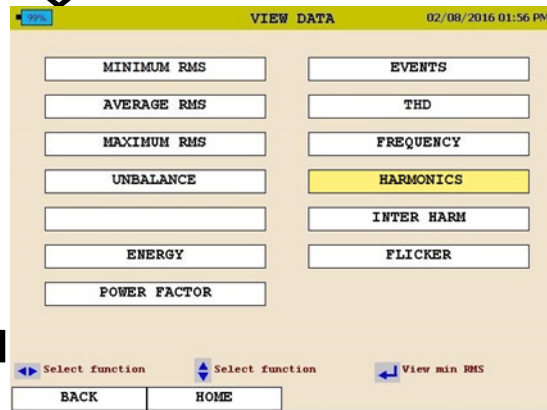 99% VIEW DATA 02/08/2016 01:56 PM
MINIMUM RMS EVENTS
AVERAGE RMS THD
MAXIMUM RMS FREQUENCY
UNBALANCE HARMONICS
INTER HARM
ENERGY FLICKER
POWER FACTOR
Select function Select function View min RMS
BACK HOME